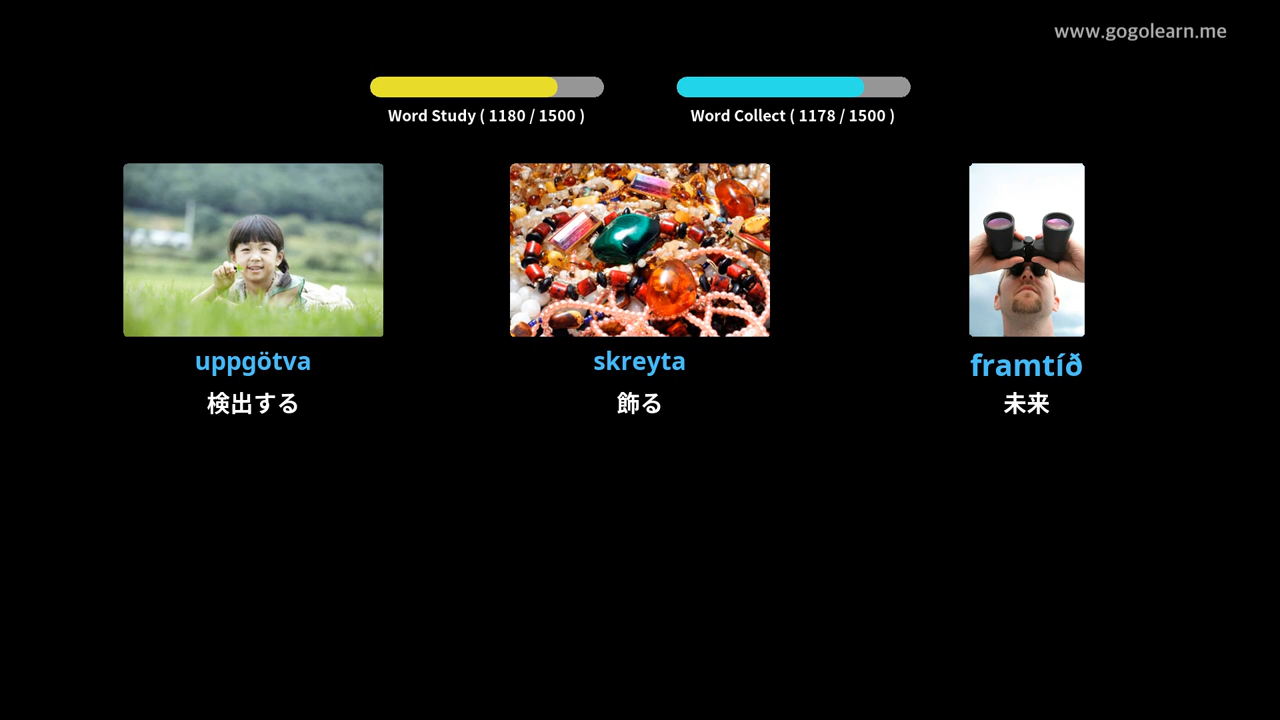 www.gogolearn.me
Word Study ( 1180 / 1500 )
Word Collect ( 1178 / 1500 )
uppgötva
skreyta
framtíð
検出する
飾る
未来